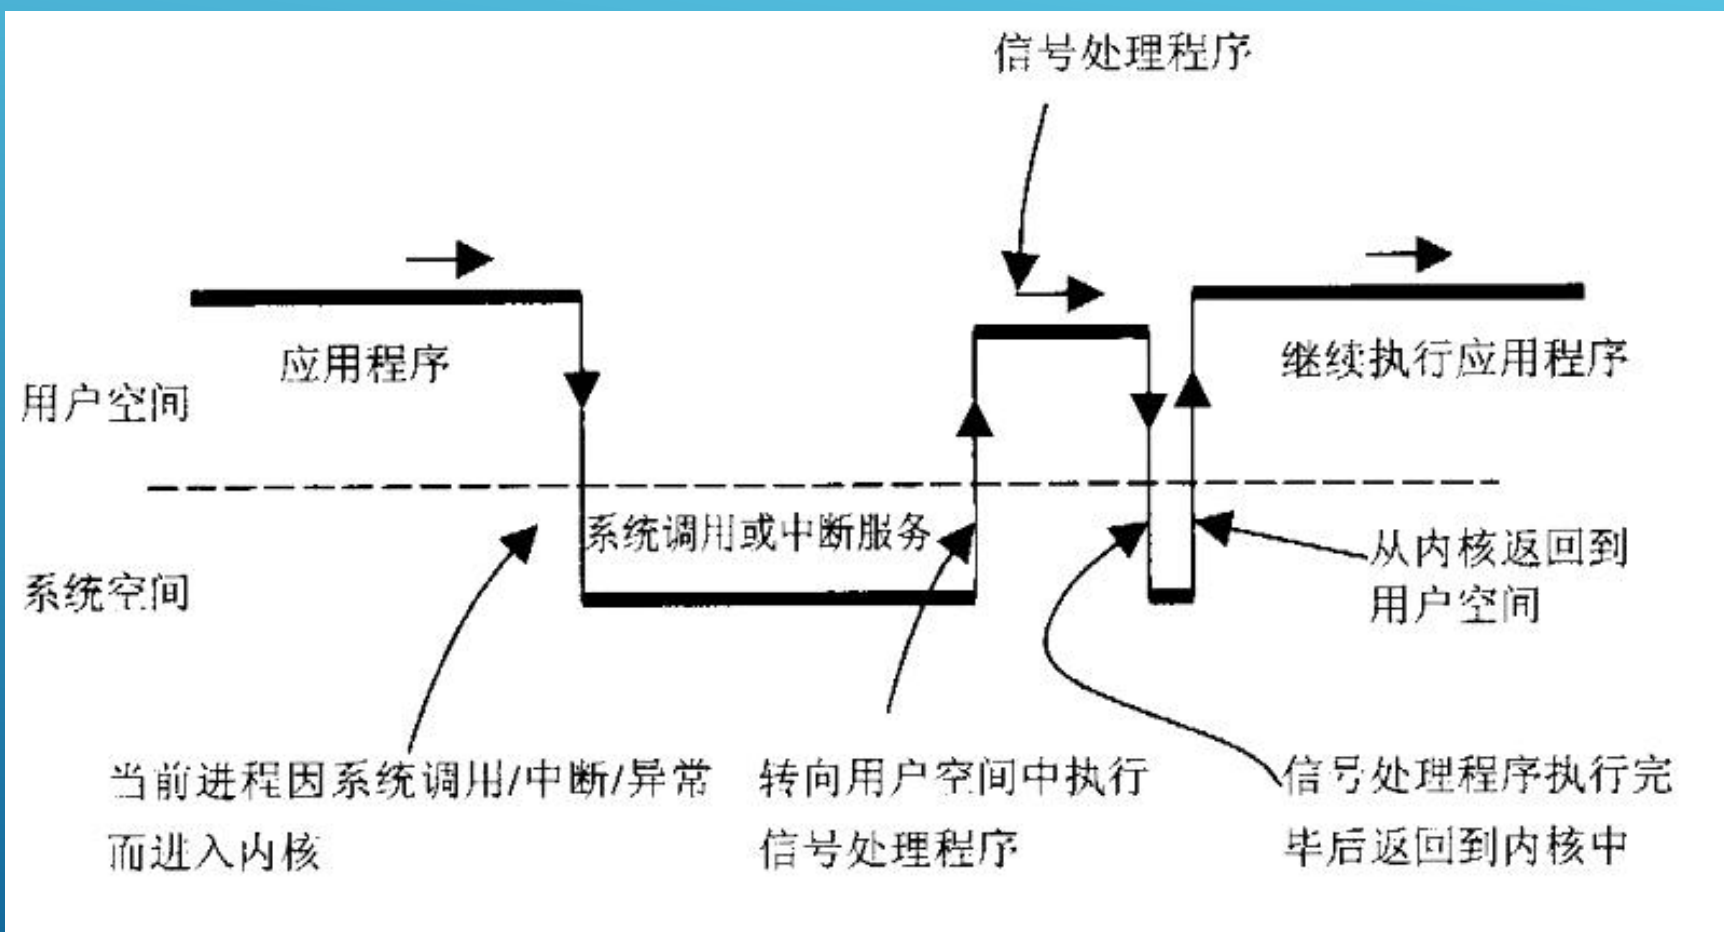 信号处理程序
应用程序
继续执行应用程序
用户空间
系统调用或中断服务
从内核返回到
用户空间
系统空间
当前进程因系统调用/中断/异常
而进入内核
转向用户空间中执行
信号处理程序
信号处理程序执行完
毕后返回到内核中